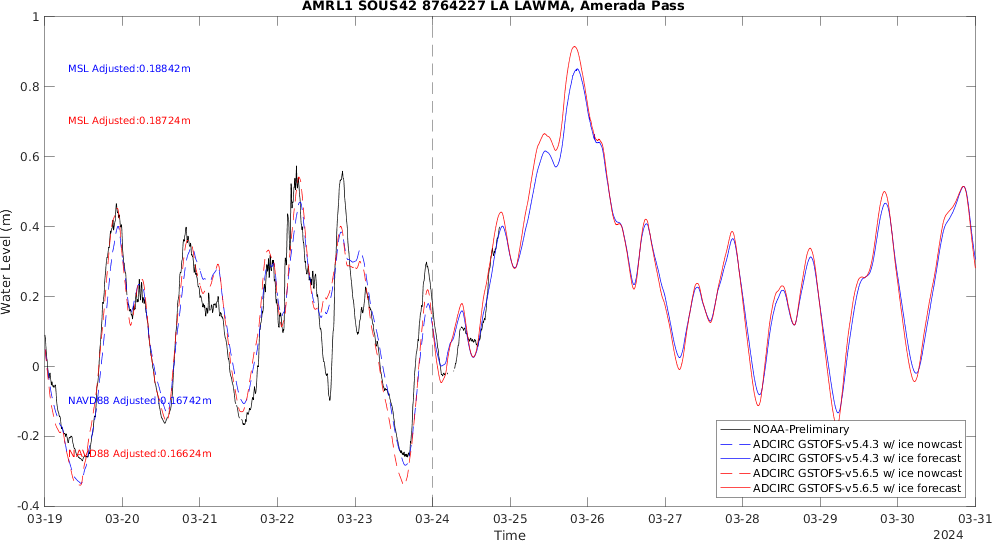 AMRL1 SOUS42 8764227 LA LAWMA, Amerada Pass
1
0.8
0.6
0.4
0.2
0
-0.2
-0.4
Water Level (m)
MSL Adjusted:0.18842m
MSL Adjusted:0.18724m
NAVD88 Adjusted:0.16742m
NAVD88 Adjusted:0.16624m
NOAA-Preliminary
ADCIRC GSTOFS-v5.4.3 w/ ice nowcast
ADCIRC GSTOFS-v5.4.3 w/ ice forecast
ADCIRC GSTOFS-v5.6.5 w/ ice nowcast
ADCIRC GSTOFS-v5.6.5 w/ ice forecast
03-19 03-20 03-21 03-22 03-23 03-24 03-25 03-26 03-27 03-28 03-29 03-30 03-31
Time
2024